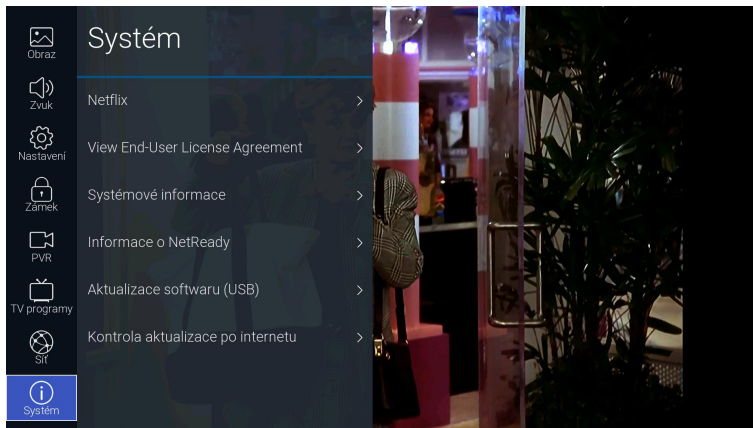 Systém
Obraz
Zvuk
Nastavení
Zámek
PVR
TV programy
Síť
Systém
Netflix
View End-User License Agreement
Systémové informace
Informace o NetReady
Aktualizace softwaru (USB)
Kontrola aktualizace po internetu